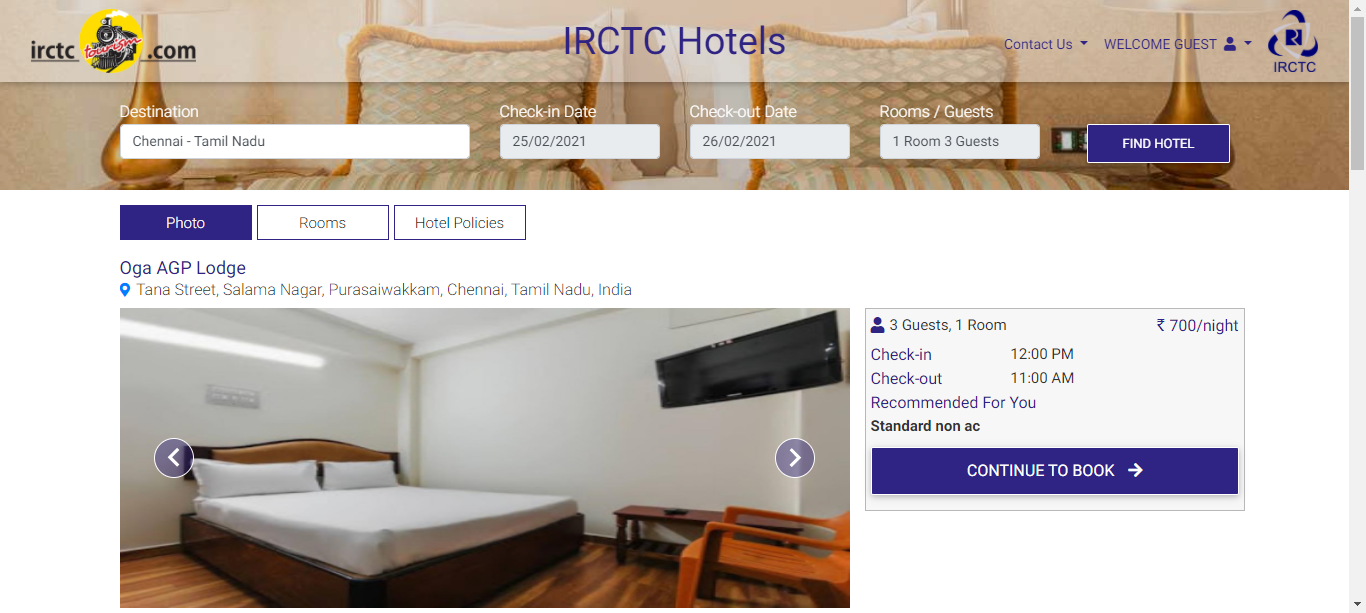 irctc tourism .com
IRCTC Hotels
Contact Us
WELCOME GUEST
IRCTC
Destination
Check-in Date
Check-out Date
Rooms / Guests
Chennai - Tamil Nadu
25/02/2021
26/02/2021
1 Room 3 Guests
FIND HOTEL
Photo
Rooms
Hotel Policies
Oga AGP Lodge
Tana Street, Salama Nagar, Purasaiwakkam, Chennai, Tamil Nadu, India
3 Guests, 1 Room
₹ 700/night
Check-in 12:00 PM
Check-out 11:00 AM
Recommended For You
Standard non ac
CONTINUE TO BOOK